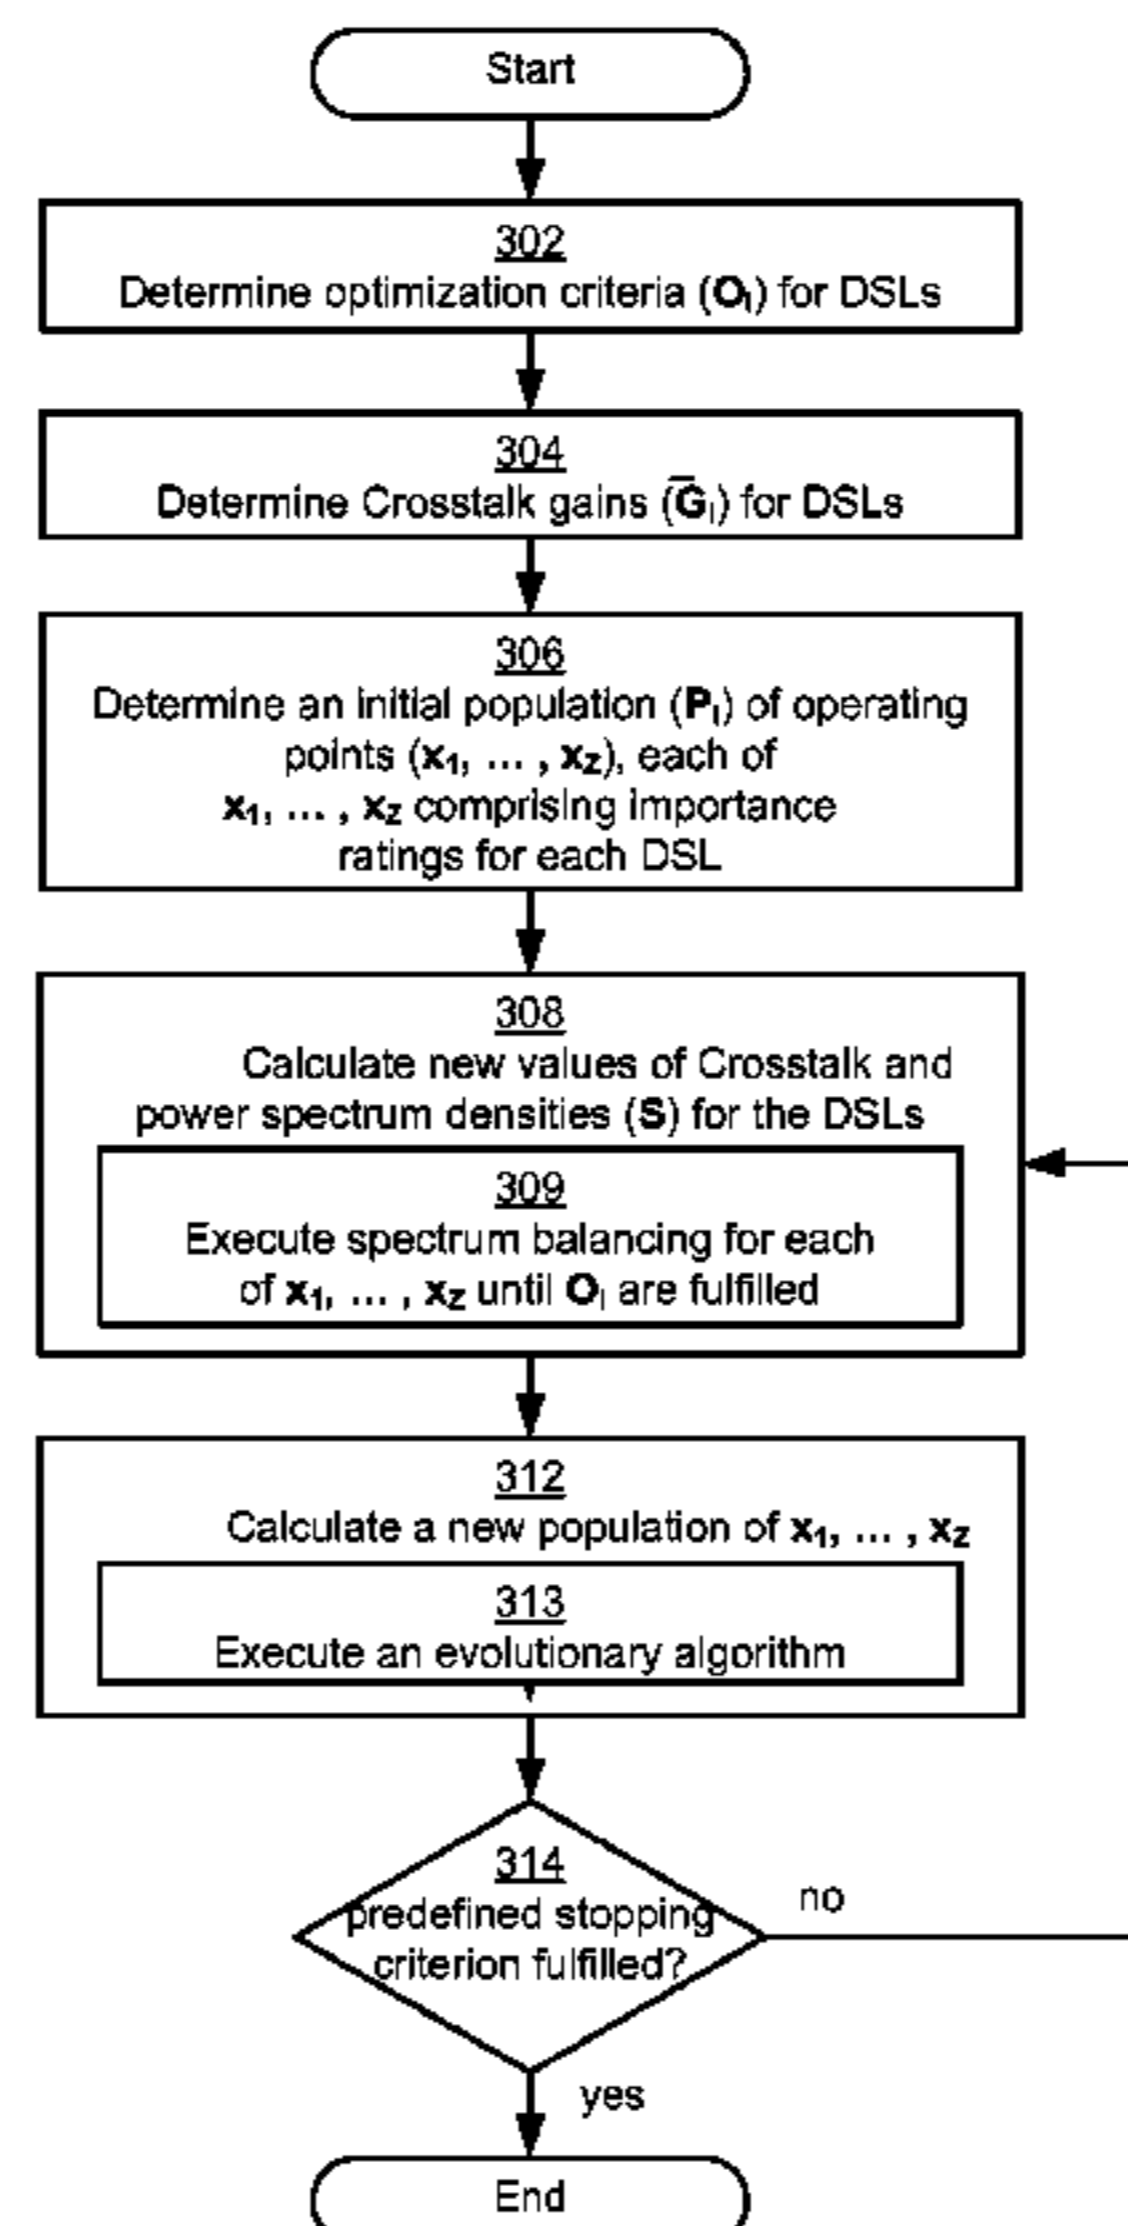 Start
302
Determine optimization criteria (Oᵢ) for DSLs
304
Determine Crosstalk gains (G̅ᵢ) for DSLs
306
Determine an initial population (Pᵢ) of operating
points (x₁, ... , x_z), each of
x₁, ... , x_z comprising importance
ratings for each DSL
308
Calculate new values of Crosstalk and
power spectrum densities (S) for the DSLs
309
Execute spectrum balancing for each
of x₁, ... , x_z until Oᵢ are fulfilled
312
Calculate a new population of x₁, ... , x_z
313
Execute an evolutionary algorithm
314
predefined stopping
criterion fulfilled?
no
yes
End